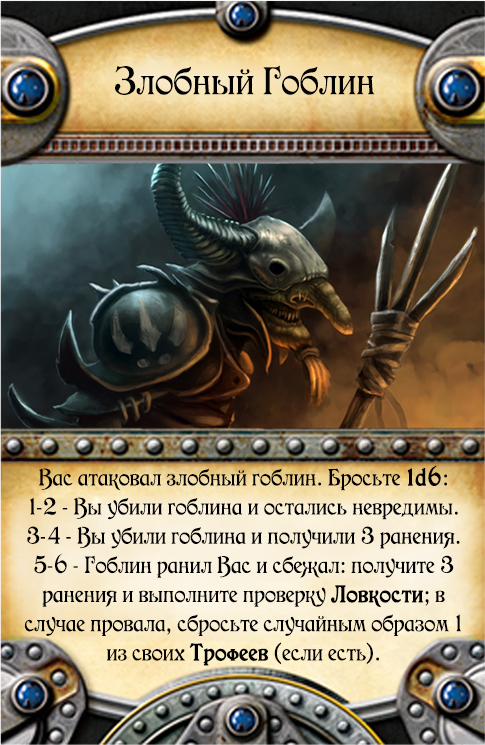 Злобный Гоблин
Вас атаковал злобный гоблин. Бросьте 1d6:
1-2 - Вы убили гоблина и остались невредимы.
3-4 - Вы убили гоблина и получили 3 ранения.
5-6 - Гоблин ранил Вас и сбежал: получите 3
ранения и выполните проверку Ловкости; в
случае провала, сбросьте случайным образом 1
из своих Трофеев (если есть).